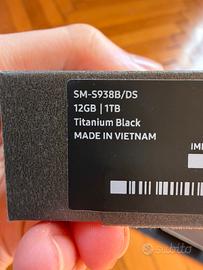 SM-S938B/DS
12GB | 1TB
Titanium Black
MADE IN VIETNAM
subito